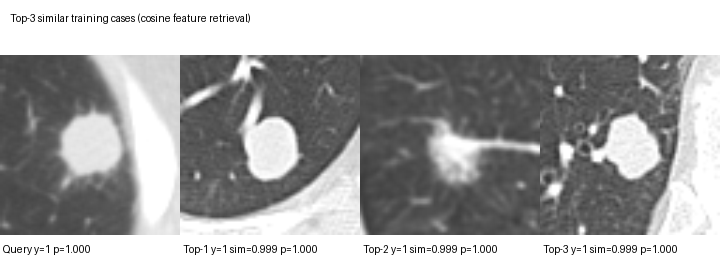 Top-3 similar training cases (cosine feature retrieval)
Query y=1 p=1.000
Top-1 y=1 sim=0.999 p=1.000
Top-2 y=1 sim=0.999 p=1.000
Top-3 y=1 sim=0.999 p=1.000